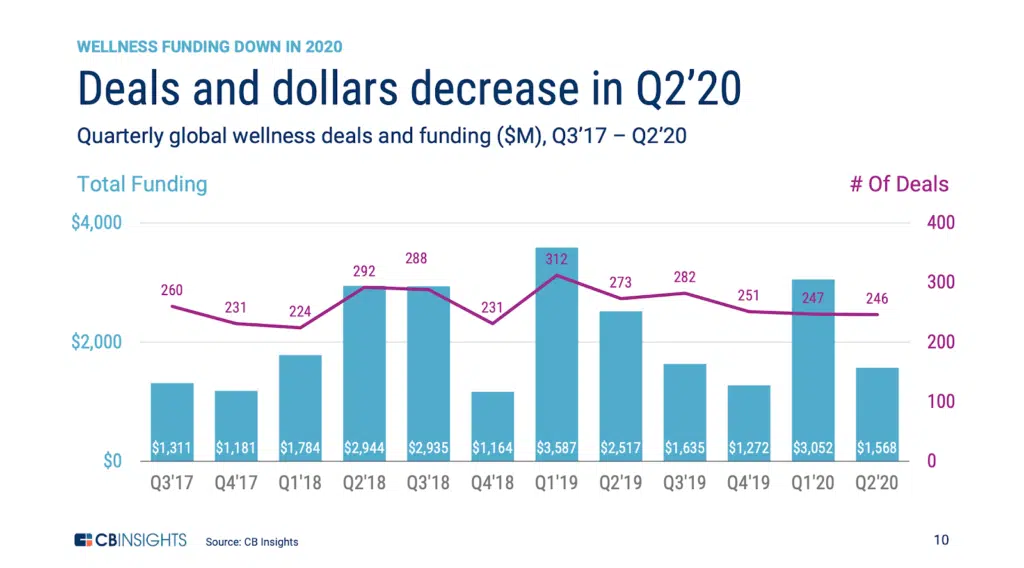 WELLNESS FUNDING DOWN IN 2020
Deals and dollars decrease in Q2’20
Quarterly global wellness deals and funding ($M), Q3’17 – Q2’20
Total Funding
# Of Deals
$4,000
400
312
292
288
282
273
260
251
247
246
231
231
224
300
$2,000
200
100
$1,311
$1,181
$1,784
$2,944
$2,935
$1,164
$3,587
$2,517
$1,635
$1,272
$3,052
$1,568
$0
0
Q3'17
Q4'17
Q1'18
Q2'18
Q3'18
Q4'18
Q1'19
Q2'19
Q3'19
Q4'19
Q1'20
Q2'20
CBINSIGHTS
Source: CB Insights
10